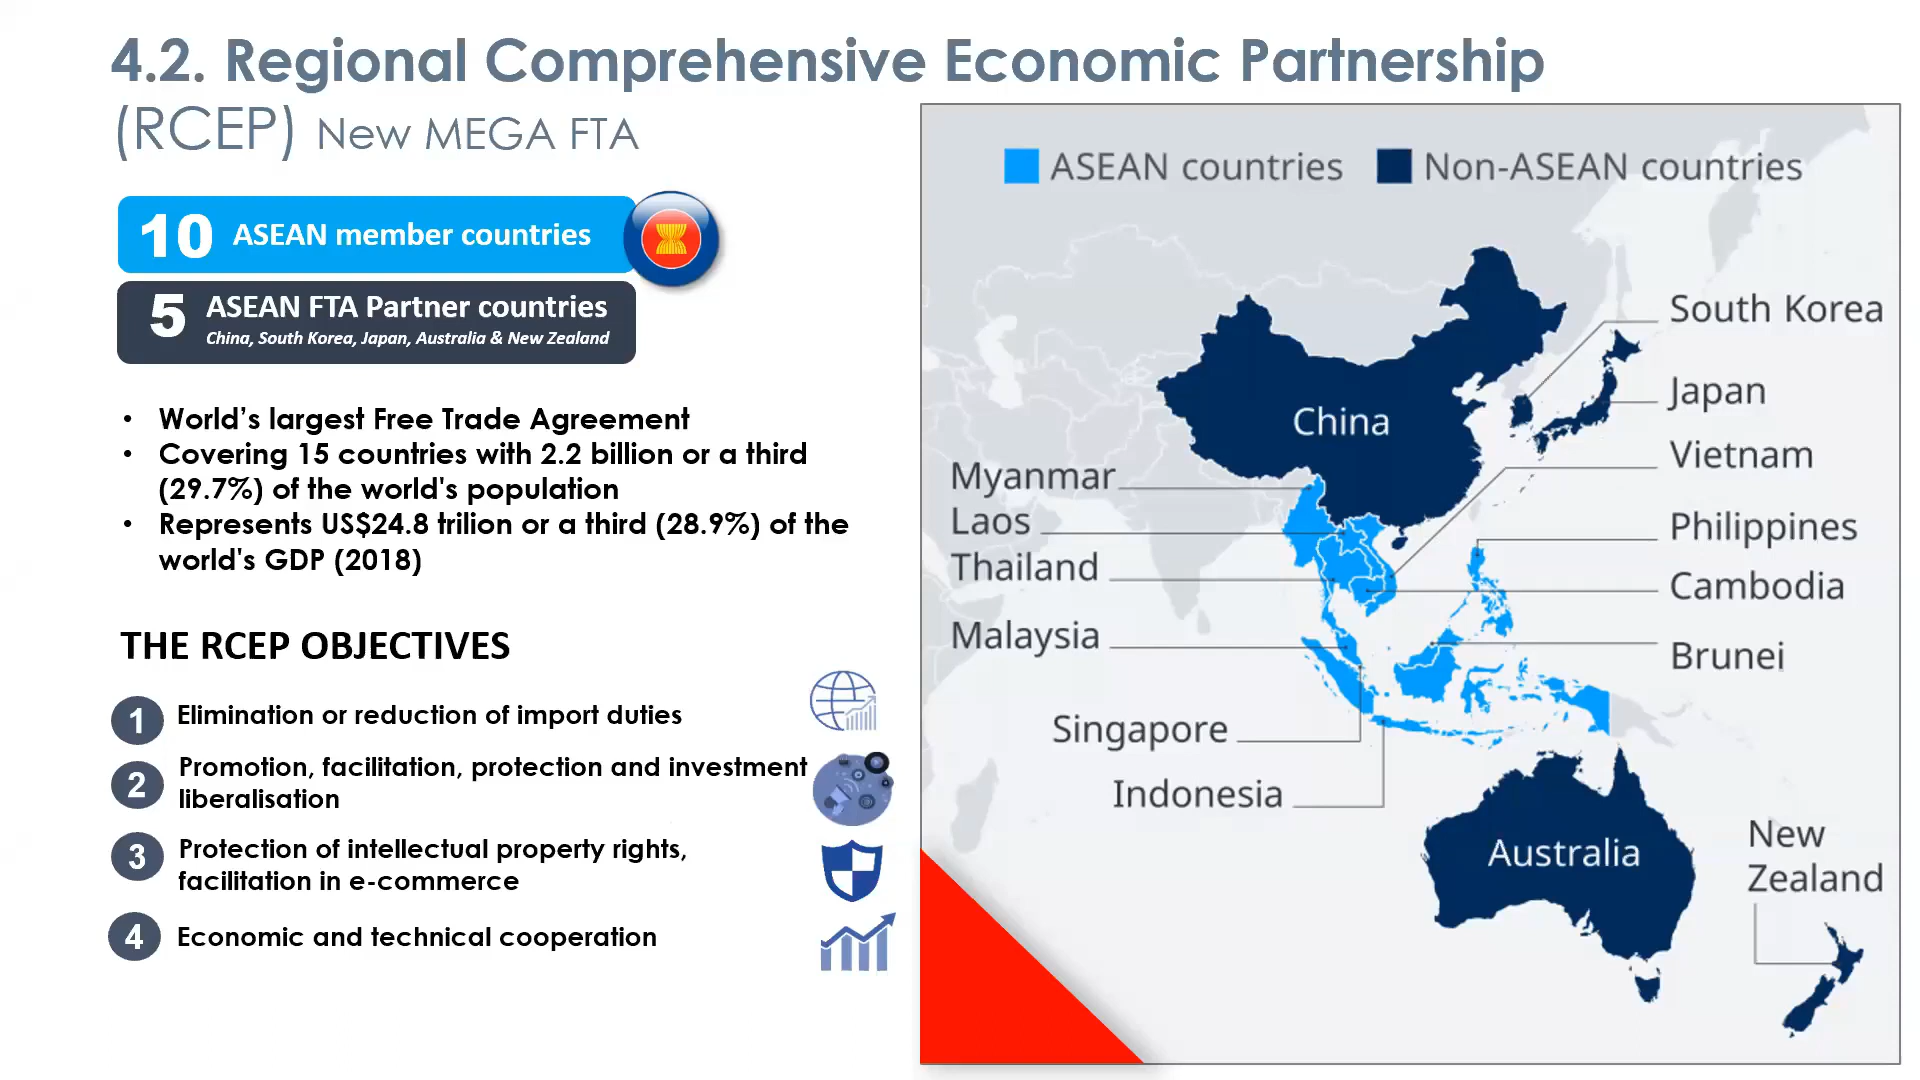 4.2. Regional Comprehensive Economic Partnership
(RCEP) New MEGA FTA
10 ASEAN member countries
5 ASEAN FTA Partner countries
China, South Korea, Japan, Australia & New Zealand
• World's largest Free Trade Agreement
• Covering 15 countries with 2.2 billion or a third
(29.7%) of the world's population
• Represents US$24.8 trilion or a third (28.9%) of the
world's GDP (2018)
THE RCEP OBJECTIVES
1 Elimination or reduction of import duties
2 Promotion, facilitation, protection and investment
liberalisation
3 Protection of intellectual property rights,
facilitation in e-commerce
4 Economic and technical cooperation
ASEAN countries
Non-ASEAN countries
South Korea
Japan
China
Vietnam
Myanmar
Laos
Philippines
Thailand
Cambodia
Malaysia
Brunei
Singapore
Indonesia
Australia
New
Zealand